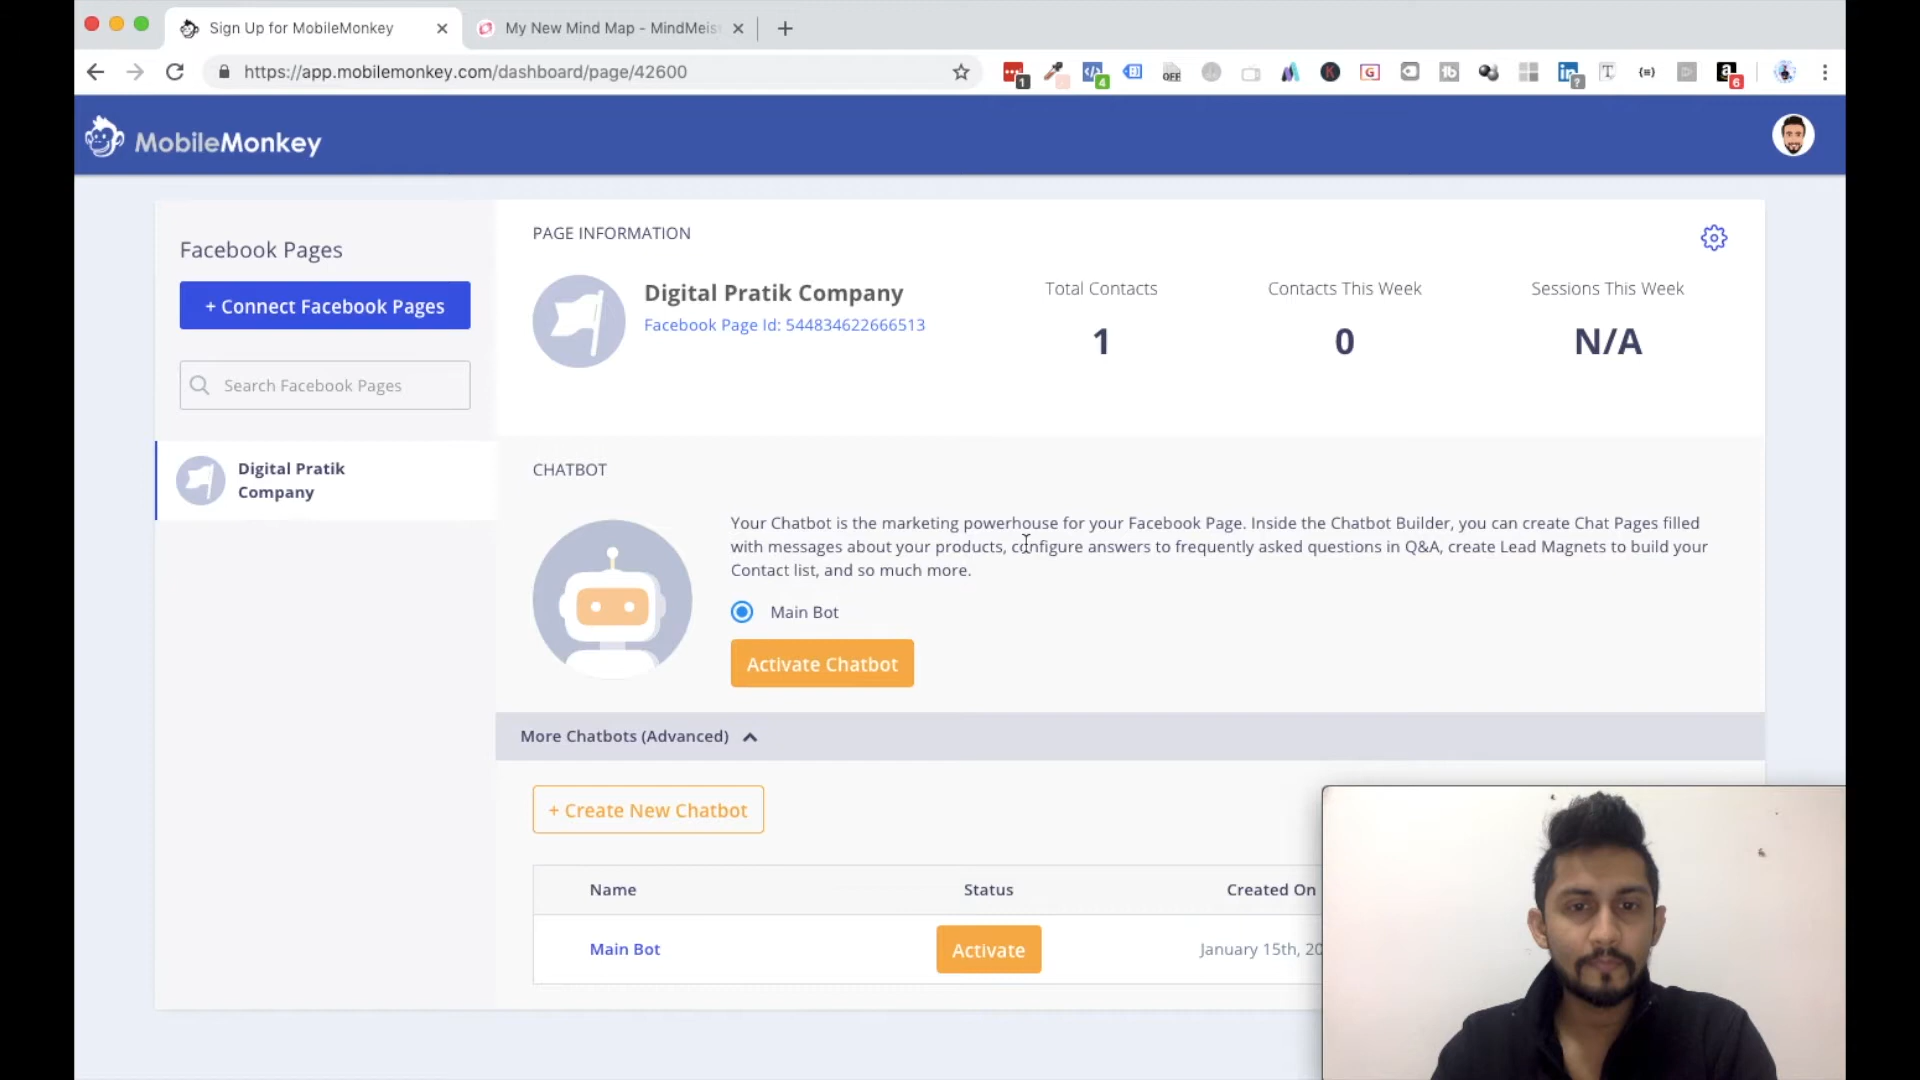 Sign Up for MobileMonkey
My New Mind Map - MindMeis
https://app.mobilemonkey.com/dashboard/page/42600
1
4
OFF
K
G
tb
?
T
{=}
a
6
MobileMonkey
Facebook Pages
+ Connect Facebook Pages
Search Facebook Pages
Digital Pratik
Company
PAGE INFORMATION
Digital Pratik Company
Facebook Page Id: 544834622666513
Total Contacts
1
Contacts This Week
0
Sessions This Week
N/A
CHATBOT
Your Chatbot is the marketing powerhouse for your Facebook Page. Inside the Chatbot Builder, you can create Chat Pages filled
with messages about your products, configure answers to frequently asked questions in Q&A, create Lead Magnets to build your
Contact list, and so much more.
Main Bot
Activate Chatbot
More Chatbots (Advanced)
+ Create New Chatbot
Name Status Created On
Main Bot Activate January 15th, 20